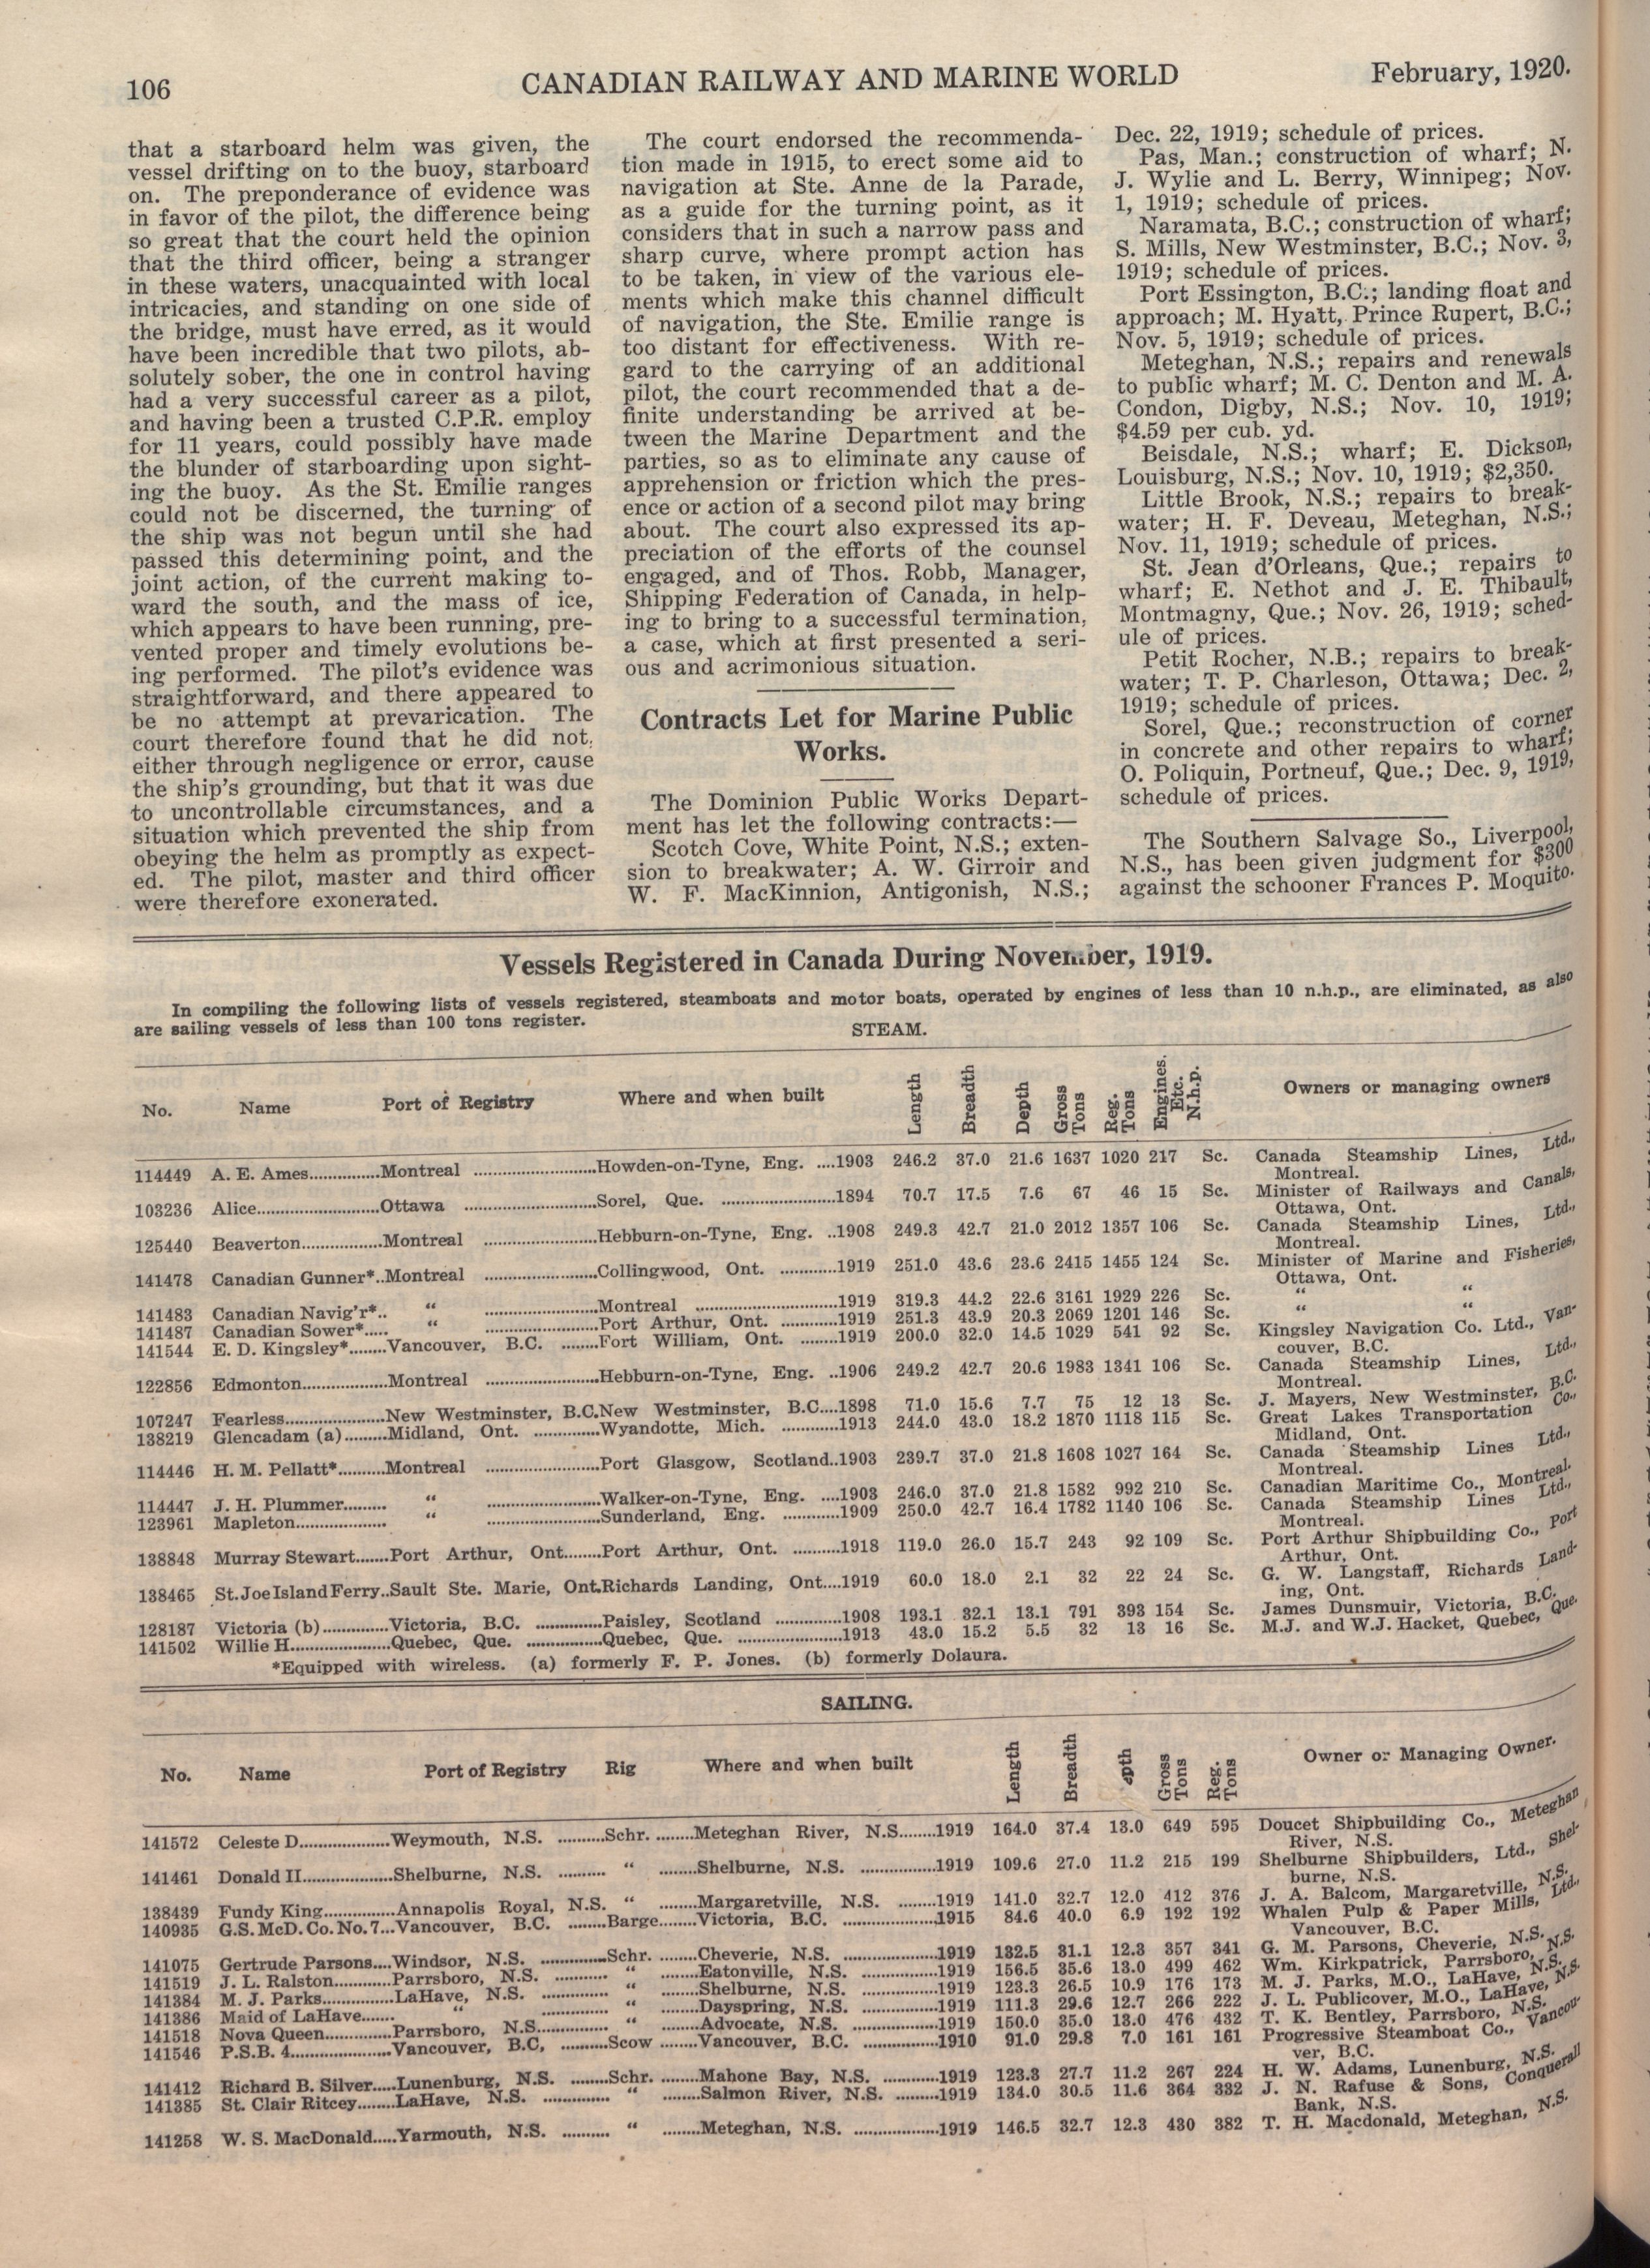 106
CANADIAN RAILWAY AND MARINE WORLD
February, 1920.
that a starboard helm was given, the
vessel drifting on to the buoy, starboard
on. The preponderance of evidence was
in favor of the pilot, the difference being
so great that the court held the opinion
that the third officer, being a stranger
in these waters, unacquainted with local
intricacies, and standing on one side of
the bridge, must have erred, as it would
have been incredible that two pilots, ab-
solutely sober, the one in control having
had a very successful career as a pilot,
and having been a trusted C.P.R. employ
for 11 years, could possibly have made
the blunder of starboarding upon sight-
ing the buoy. As the St. Emilie ranges
could not be discerned, the turning of
the ship was not begun until she had
passed this determining point, and the
joint action, of the current making to-
ward the south, and the mass of ice,
which appears to have been running, pre-
vented proper and timely evolutions be-
ing performed. The pilot's evidence was
straightforward, and there appeared to
be no attempt at prevarication. The
court therefore found that he did not,
either through negligence or error, cause
the ship's grounding, but that it was due
to uncontrollable circumstances, and a
situation which prevented the ship from
obeying the helm as promptly as expect-
ed. The pilot, master and third officer
were therefore exonerated.
The court endorsed the recommenda-
tion made in 1915, to erect some aid to
navigation at Ste. Anne de la Parade,
as a guide for the turning point, as it
considers that in such a narrow pass and
sharp curve, where prompt action has
to be taken, in view of the various ele-
ments which make this channel difficult
of navigation, the Ste. Emilie range is
too distant for effectiveness. With re-
gard to the carrying of an additional
pilot, the court recommended that a de-
finite understanding be arrived at be-
tween the Marine Department and the
parties, so as to eliminate any cause of
apprehension or friction which the pres-
ence or action of a second pilot may bring
about. The court also expressed its ap-
preciation of the efforts of the counsel
engaged, and of Thos. Robb, Manager,
Shipping Federation of Canada, in help-
ing to bring to a successful termination,
a case, which at first presented a seri-
ous and acrimonious situation.
Contracts Let for Marine Public
Works.
The Dominion Public Works Depart-
ment has let the following contracts:—
Scotch Cove, White Point, N.S.; exten-
sion to breakwater; A. W. Girroir and
W. F. MacKinnion, Antigonish, N.S.;
Dec. 22, 1919; schedule of prices.
Pas, Man.; construction of wharf; N.
J. Wylie and L. Berry, Winnipeg; Nov.
1, 1919; schedule of prices.
Naramata, B.C.; construction of wharf;
S. Mills, New Westminster, B.C.; Nov. 3,
1919; schedule of prices.
Port Essington, B.C.; landing float and
approach; M. Hyatt, Prince Rupert, B.C.;
Nov. 5, 1919; schedule of prices.
Meteghan, N.S.; repairs and renewals
to public wharf; M. C. Denton and M. A.
Condon, Digby, N.S.; Nov. 10, 1919;
$4.59 per cub. yd.
Beisdale, N.S.; wharf; E. Dickson,
Louisburg, N.S.; Nov. 10, 1919; $2,350.
Little Brook, N.S.; repairs to break-
water; H. F. Deveau, Meteghan, N.S.;
Nov. 11, 1919; schedule of prices.
St. Jean d'Orleans, Que.; repairs to
wharf; E. Nethot and J. E. Thibault,
Montmagny, Que.; Nov. 26, 1919; sched-
ule of prices.
Petit Rocher, N.B.; repairs to break-
water; T. P. Charleson, Ottawa; Dec. 2,
1919; schedule of prices.
Sorel, Que.; reconstruction of corner
in concrete and other repairs to wharf;
O. Poliquin, Portneuf, Que.; Dec. 9, 1919,
schedule of prices.
The Southern Salvage So., Liverpool,
N.S., has been given judgment for $300
against the schooner Frances P. Moquito.
Vessels Registered in Canada During November, 1919.
In compiling the following lists of vessels registered, steamboats and motor boats, operated by engines of less than 10 n.h.p., are eliminated, as also
are sailing vessels of less than 100 tons register.
STEAM.
No. Name Port of Registry Where and when built Length Breadth Depth Gross Tons Reg. Tons Engines. Etc. N.h.p. Owners or managing owners
114449 A. E. Ames...............Montreal ..........................Howden-on-Tyne, Eng. ....1903 246.2 37.0 21.6 1637 1020 217 Sc. Canada Steamship Lines, Ltd.,
Montreal.
103236 Alice..........................Ottawa ............................Sorel, Que. ........................1894 70.7 17.5 7.6 67 46 15 Sc. Minister of Railways and Canals,
Ottawa, Ont.
125440 Beaverton.................Montreal ........................Hebburn-on-Tyne, Eng. ..1908 249.3 42.7 21.0 2012 1357 106 Sc. Canada Steamship Lines, Ltd.,
Montreal.
141478 Canadian Gunner*..Montreal ........................Collingwood, Ont. ............1919 251.0 43.6 23.6 2415 1455 124 Sc. Minister of Marine and Fisheries,
Ottawa, Ont.
141483 Canadian Navig'r*.. " ........................Montreal ..............................1919 319.3 44.2 22.6 3161 1929 226 Sc. " "
141487 Canadian Sower*..... " ........................Port Arthur, Ont. ............1919 251.3 43.9 20.3 2069 1201 146 Sc. " "
141544 E. D. Kingsley*........Vancouver, B.C. ........Fort William, Ont. ........1919 200.0 32.0 14.5 1029 541 92 Sc. Kingsley Navigation Co. Ltd., Van-
couver, B.C.
122856 Edmonton..................Montreal ........................Hebburn-on-Tyne, Eng. ..1906 249.2 42.7 20.6 1983 1341 106 Sc. Canada Steamship Lines, Ltd.,
Montreal.
107247 Fearless.....................New Westminster, B.C.New Westminster, B.C....1898 71.0 15.6 7.7 75 12 13 Sc. J. Mayers, New Westminster, B.C.
138219 Glencadam (a).........Midland, Ont. ..............Wyandotte, Mich. ............1913 244.0 43.0 18.2 1870 1118 115 Sc. Great Lakes Transportation Co.,
Midland, Ont.
114446 H. M. Pellatt*..........Montreal ........................Port Glasgow, Scotland..1903 239.7 37.0 21.8 1608 1027 164 Sc. Canada Steamship Lines Ltd.,
Montreal.
114447 J. H. Plummer......... " ........................Walker-on-Tyne, Eng. ....1903 246.0 37.0 21.8 1582 992 210 Sc. Canadian Maritime Co., Montreal.
123961 Mapleton................... " ........................Sunderland, Eng. ............1909 250.0 42.7 16.4 1782 1140 106 Sc. Canada Steamship Lines Ltd.,
Montreal.
138848 Murray Stewart.......Port Arthur, Ont........Port Arthur, Ont. ..........1918 119.0 26.0 15.7 243 92 109 Sc. Port Arthur Shipbuilding Co., Port
Arthur, Ont.
138465 St. Joe Island Ferry..Sault Ste. Marie, Ont.Richards Landing, Ont....1919 60.0 18.0 2.1 32 22 24 Sc. G. W. Langstaff, Richards Land-
ing, Ont.
128187 Victoria (b)..............Victoria, B.C. ..............Paisley, Scotland ..............1908 193.1 32.1 13.1 791 393 154 Sc. James Dunsmuir, Victoria, B.C.
141502 Willie H.....................Quebec, Que. ................Quebec, Que. ......................1913 43.0 15.2 5.5 32 13 16 Sc. M.J. and W.J. Hacket, Quebec, Que.
*Equipped with wireless. (a) formerly F. P. Jones. (b) formerly Dolaura.
SAILING.
No. Name Port of Registry Rig Where and when built Length Breadth epth Gross Tons Reg. Tons Owner or Managing Owner.
141572 Celeste D...................Weymouth, N.S. ..........Schr. ........Meteghan River, N.S........1919 164.0 37.4 13.0 649 595 Doucet Shipbuilding Co., Meteghan
River, N.S.
141461 Donald II...................Shelburne, N.S. .......... " ........Shelburne, N.S. ................1919 109.6 27.0 11.2 215 199 Shelburne Shipbuilders, Ltd., Shel-
burne, N.S.
138439 Fundy King...............Annapolis Royal, N.S. " ........Margaretville, N.S. ........1919 141.0 32.7 12.0 412 376 J. A. Balcom, Margaretville, N.S.
140935 G.S. McD. Co. No. 7...Vancouver, B.C. ........Barge........Victoria, B.C. ....................1915 84.6 40.0 6.9 192 192 Whalen Pulp & Paper Mills, Ltd.,
Vancouver, B.C.
141075 Gertrude Parsons....Windsor, N.S. ..............Schr. ........Cheverie, N.S. ....................1919 132.5 31.1 12.3 357 341 G. M. Parsons, Cheverie, N.S.
141519 J. L. Ralston............Parrsboro, N.S. .......... " ........Eatonville, N.S. ................1919 156.5 35.6 13.0 499 462 Wm. Kirkpatrick, Parrsboro, N.S.
141384 M. J. Parks...............LaHave, N.S. .............. " ........Shelburne, N.S. ................1919 123.3 26.5 10.9 176 173 M. J. Parks, M.O., LaHave, N.S.
141386 Maid of LaHave....... " .............. " ........Dayspring, N.S. ................1919 111.3 29.6 12.7 266 222 J. L. Publicover, M.O., LaHave, N.S.
141518 Nova Queen..............Parrsboro, N.S............... " ........Advocate, N.S. ..................1919 150.0 35.0 13.0 476 432 T. K. Bentley, Parrsboro, N.S.
141546 P.S.B. 4.....................Vancouver, B.C, ..........Scow ........Vancouver, B.C. ................1910 91.0 29.8 7.0 161 161 Progressive Steamboat Co., Vancou-
ver, B.C.
141412 Richard B. Silver.....Lunenburg, N.S. ........Schr. ........Mahone Bay, N.S. ............1919 123.3 27.7 11.2 267 224 H. W. Adams, Lunenburg, N.S.
141385 St. Clair Ritcey........LaHave, N.S. .............. " ........Salmon River, N.S. .........1919 134.0 30.5 11.6 364 332 J. N. Rafuse & Sons, Conquerall
Bank, N.S.
141258 W. S. MacDonald.....Yarmouth, N.S. .......... " ........Meteghan, N.S. ..................1919 146.5 32.7 12.3 430 382 T. H. Macdonald, Meteghan, N.S.